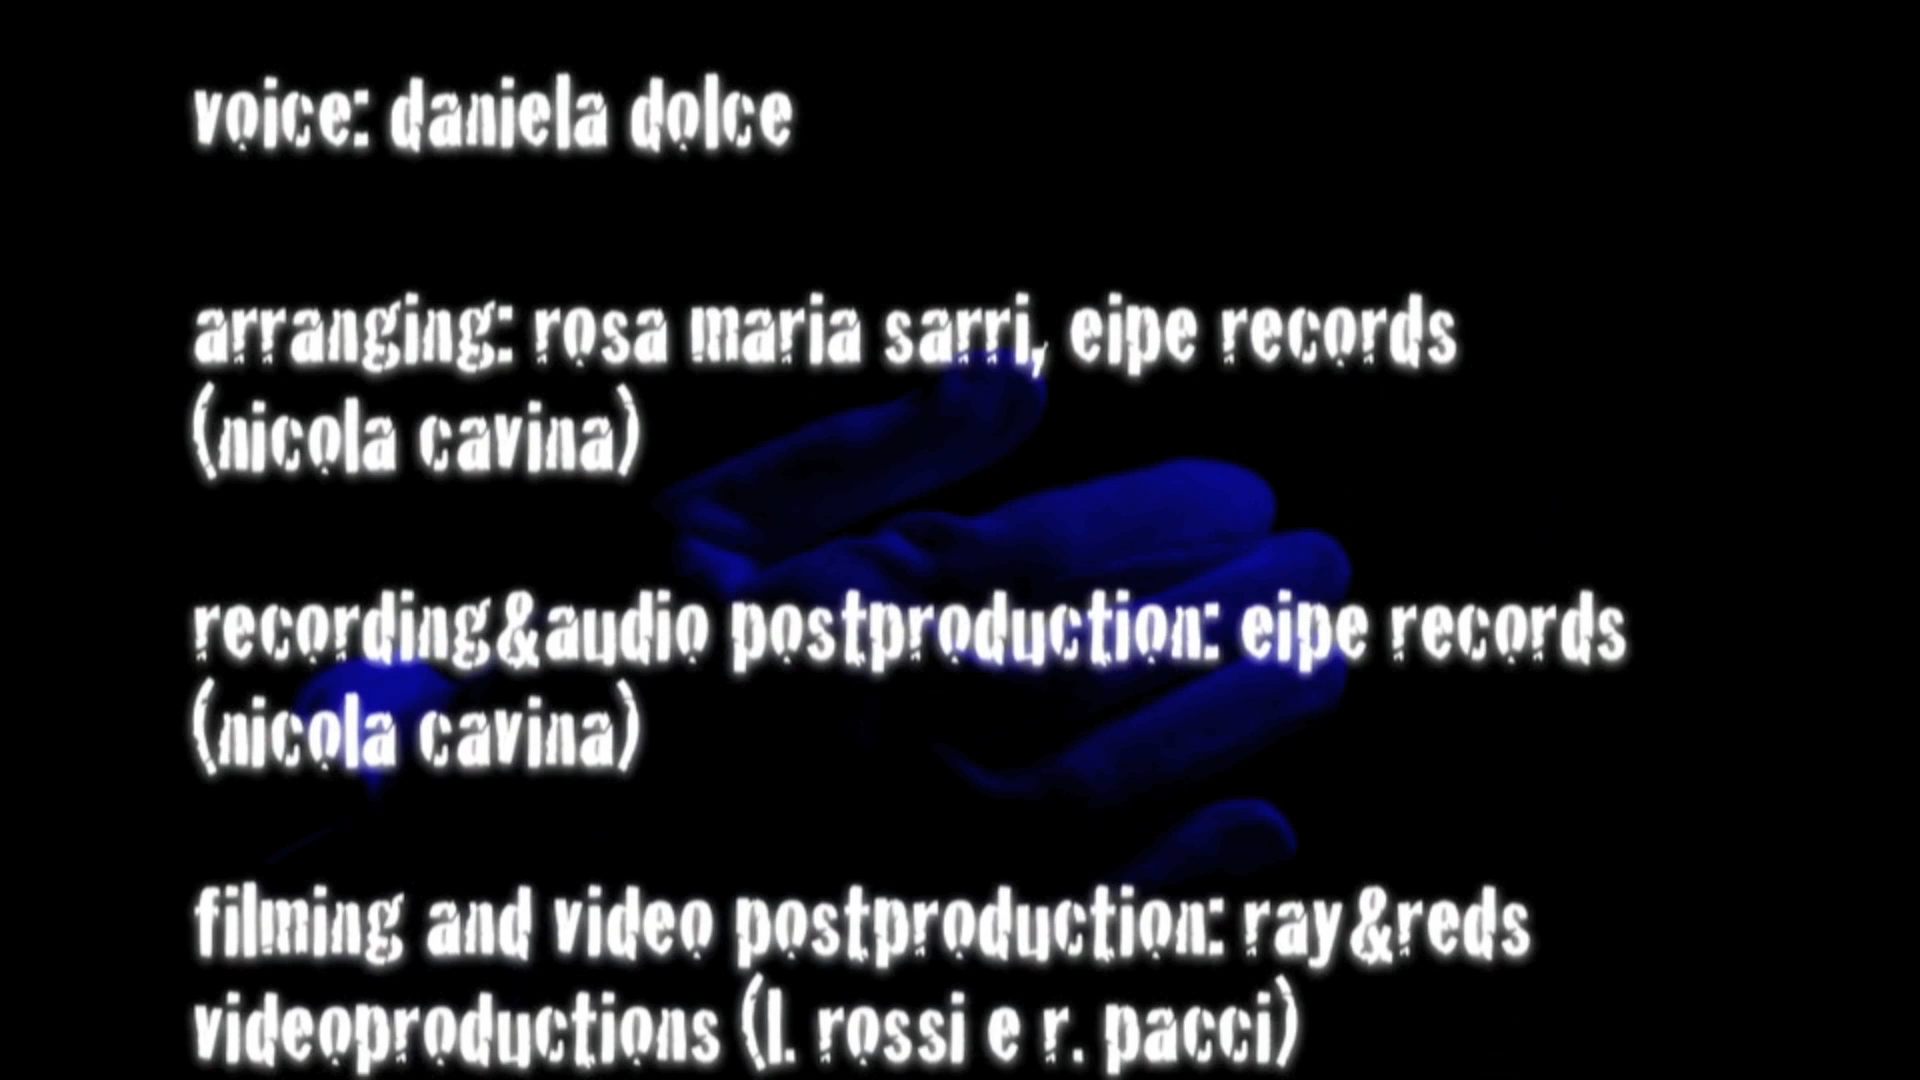 voice: daniela dolce
arranging: rosa maria sarri, eipe records
(nicola cavina)
recording&audio postproduction: eipe records
(nicola cavina)
filming and video postproduction: ray&reds
videoproductions (l. rossi e r. pacci)